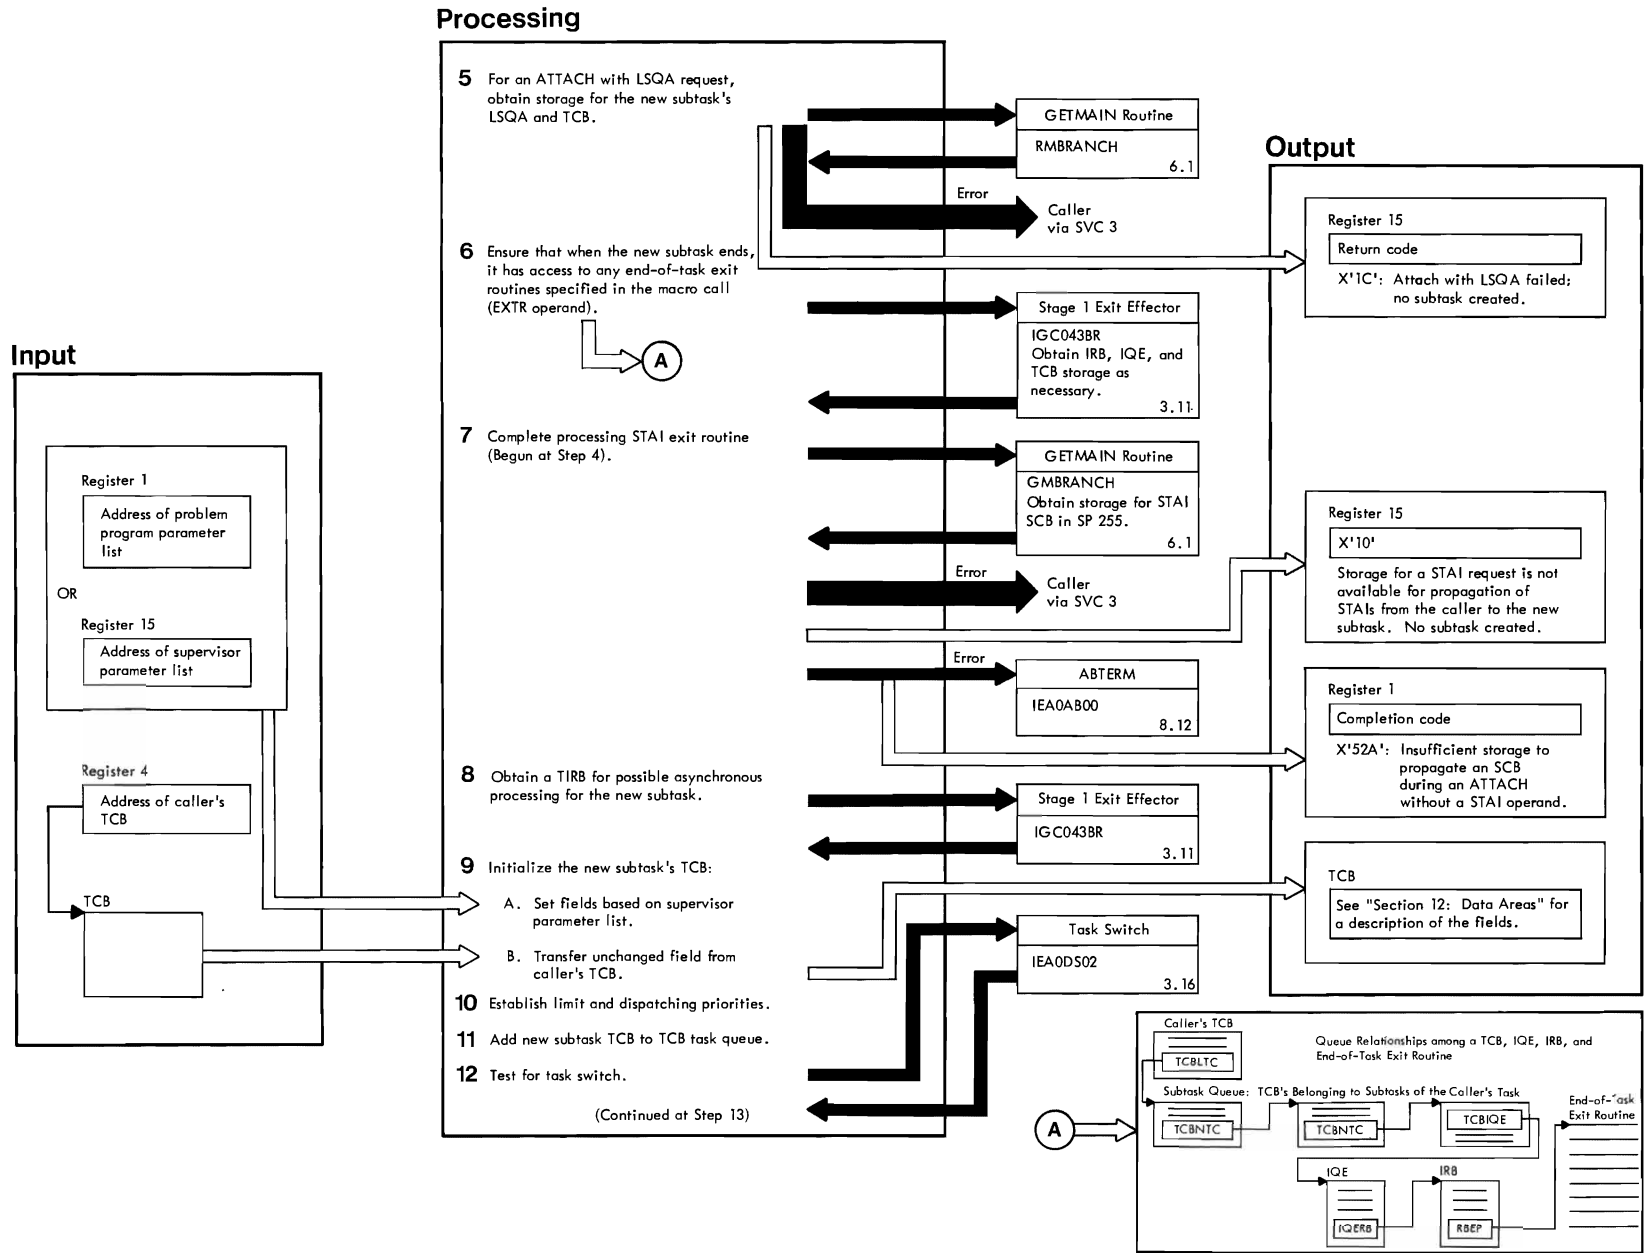 Processing
5 For an ATTACH with LSQA request,
obtain storage for the new subtask's
LSQA and TCB.
GETMAIN Routine
RMBRANCH
6.1
Error
Caller
via SVC 3
6 Ensure that when the new subtask ends,
it has access to any end-of-task exit
routines specified in the macro call
(EXTR operand).
A
Stage 1 Exit Effector
IGC043BR
Obtain IRB, IQE, and
TCB storage as
necessary.
3.11
7 Complete processing STAI exit routine
(Begun at Step 4).
GETMAIN Routine
GMBRANCH
Obtain storage for STAI
SCB in SP 255.
6.1
Error
Caller
via SVC 3
Error
ABTERM
IEA0AB00
8.12
8 Obtain a TIRB for possible asynchronous
processing for the new subtask.
Stage 1 Exit Effector
IGC043BR
3.11
9 Initialize the new subtask's TCB:
A. Set fields based on supervisor
parameter list.
B. Transfer unchanged field from
caller's TCB.
Task Switch
IEA0DS02
3.16
10 Establish limit and dispatching priorities.
11 Add new subtask TCB to TCB task queue.
12 Test for task switch.
(Continued at Step 13)
Input
Register 1
Address of problem
program parameter
list
OR
Register 15
Address of supervisor
parameter list
Register 4
Address of caller's
TCB
TCB
Output
Register 15
Return code
X'1C': Attach with LSQA failed;
no subtask created.
Register 15
X'10'
Storage for a STAI request is not
available for propagation of
STAIs from the caller to the new
subtask. No subtask created.
Register 1
Completion code
X'52A': Insufficient storage to
propagate an SCB
during an ATTACH
without a STAI operand.
TCB
See "Section 12: Data Areas" for
a description of the fields.
A
Caller's TCB
TCBLTC
Queue Relationships among a TCB, IQE, IRB, and
End-of-Task Exit Routine
Subtask Queue: TCB's Belonging to Subtasks of the Caller's Task
TCBNTC
TCBNTC
TCBIQE
End-of-Task
Exit Routine
IQE
IQERB
IRB
RBEP